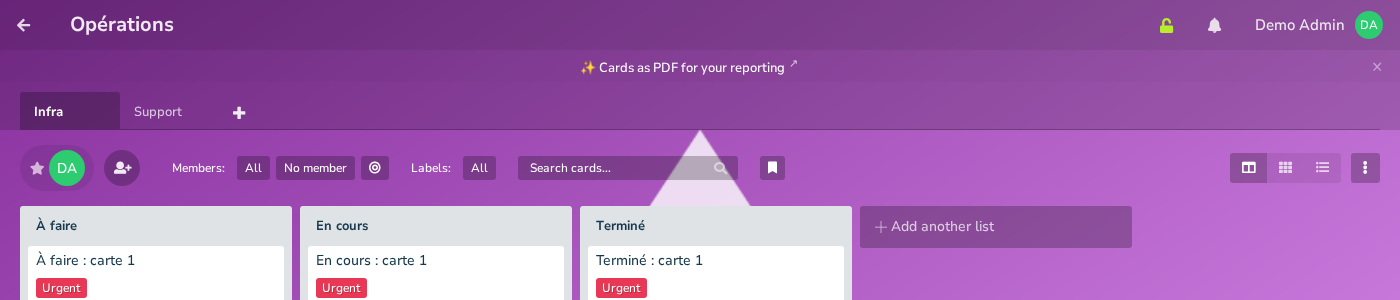 Opérations
Demo Admin DA
✨ Cards as PDF for your reporting ↗
Infra Support
DA Members: All No member Labels: All Search cards...
À faire
En cours
Terminé
Add another list
À faire : carte 1
En cours : carte 1
Terminé : carte 1
Urgent
Urgent
Urgent